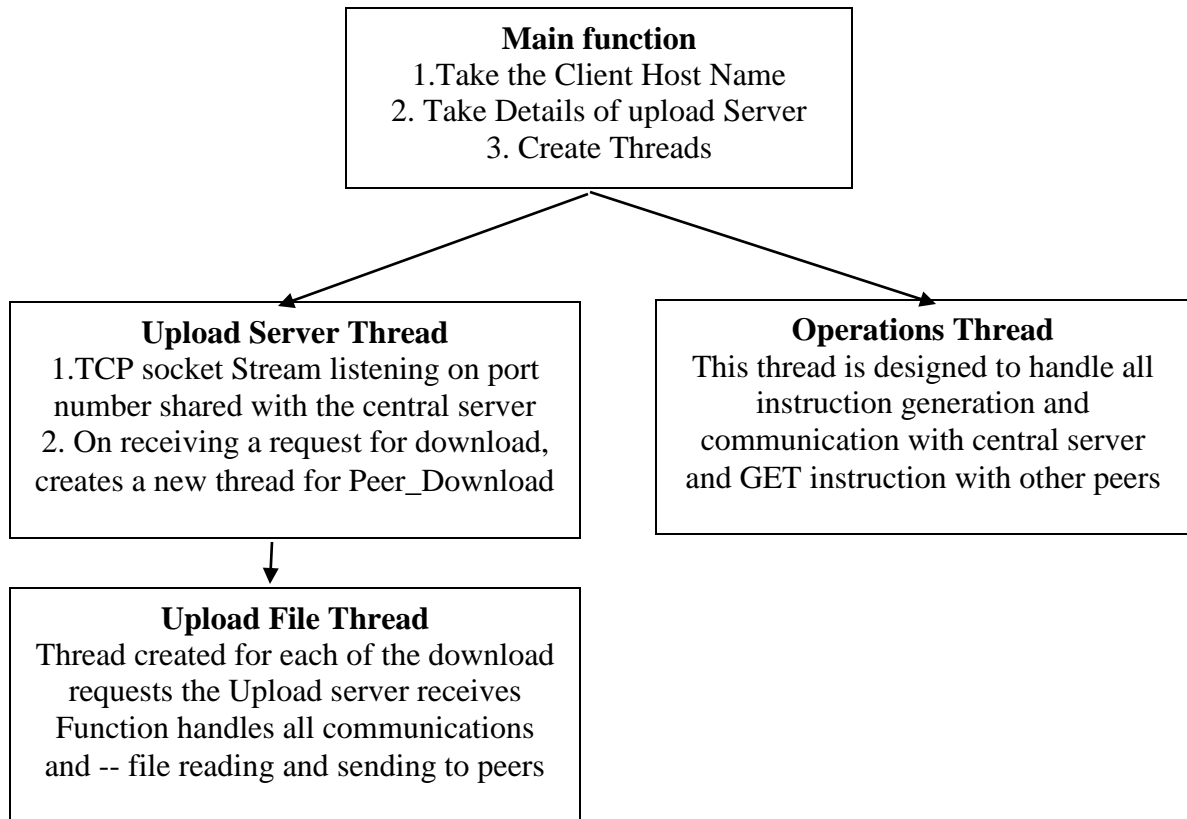 Main function
1.Take the Client Host Name
2. Take Details of upload Server
3. Create Threads
Upload Server Thread
1.TCP socket Stream listening on port
number shared with the central server
2. On receiving a request for download,
creates a new thread for Peer_Download
Operations Thread
This thread is designed to handle all
instruction generation and
communication with central server
and GET instruction with other peers
Upload File Thread
Thread created for each of the download
requests the Upload server receives
Function handles all communications
and -- file reading and sending to peers